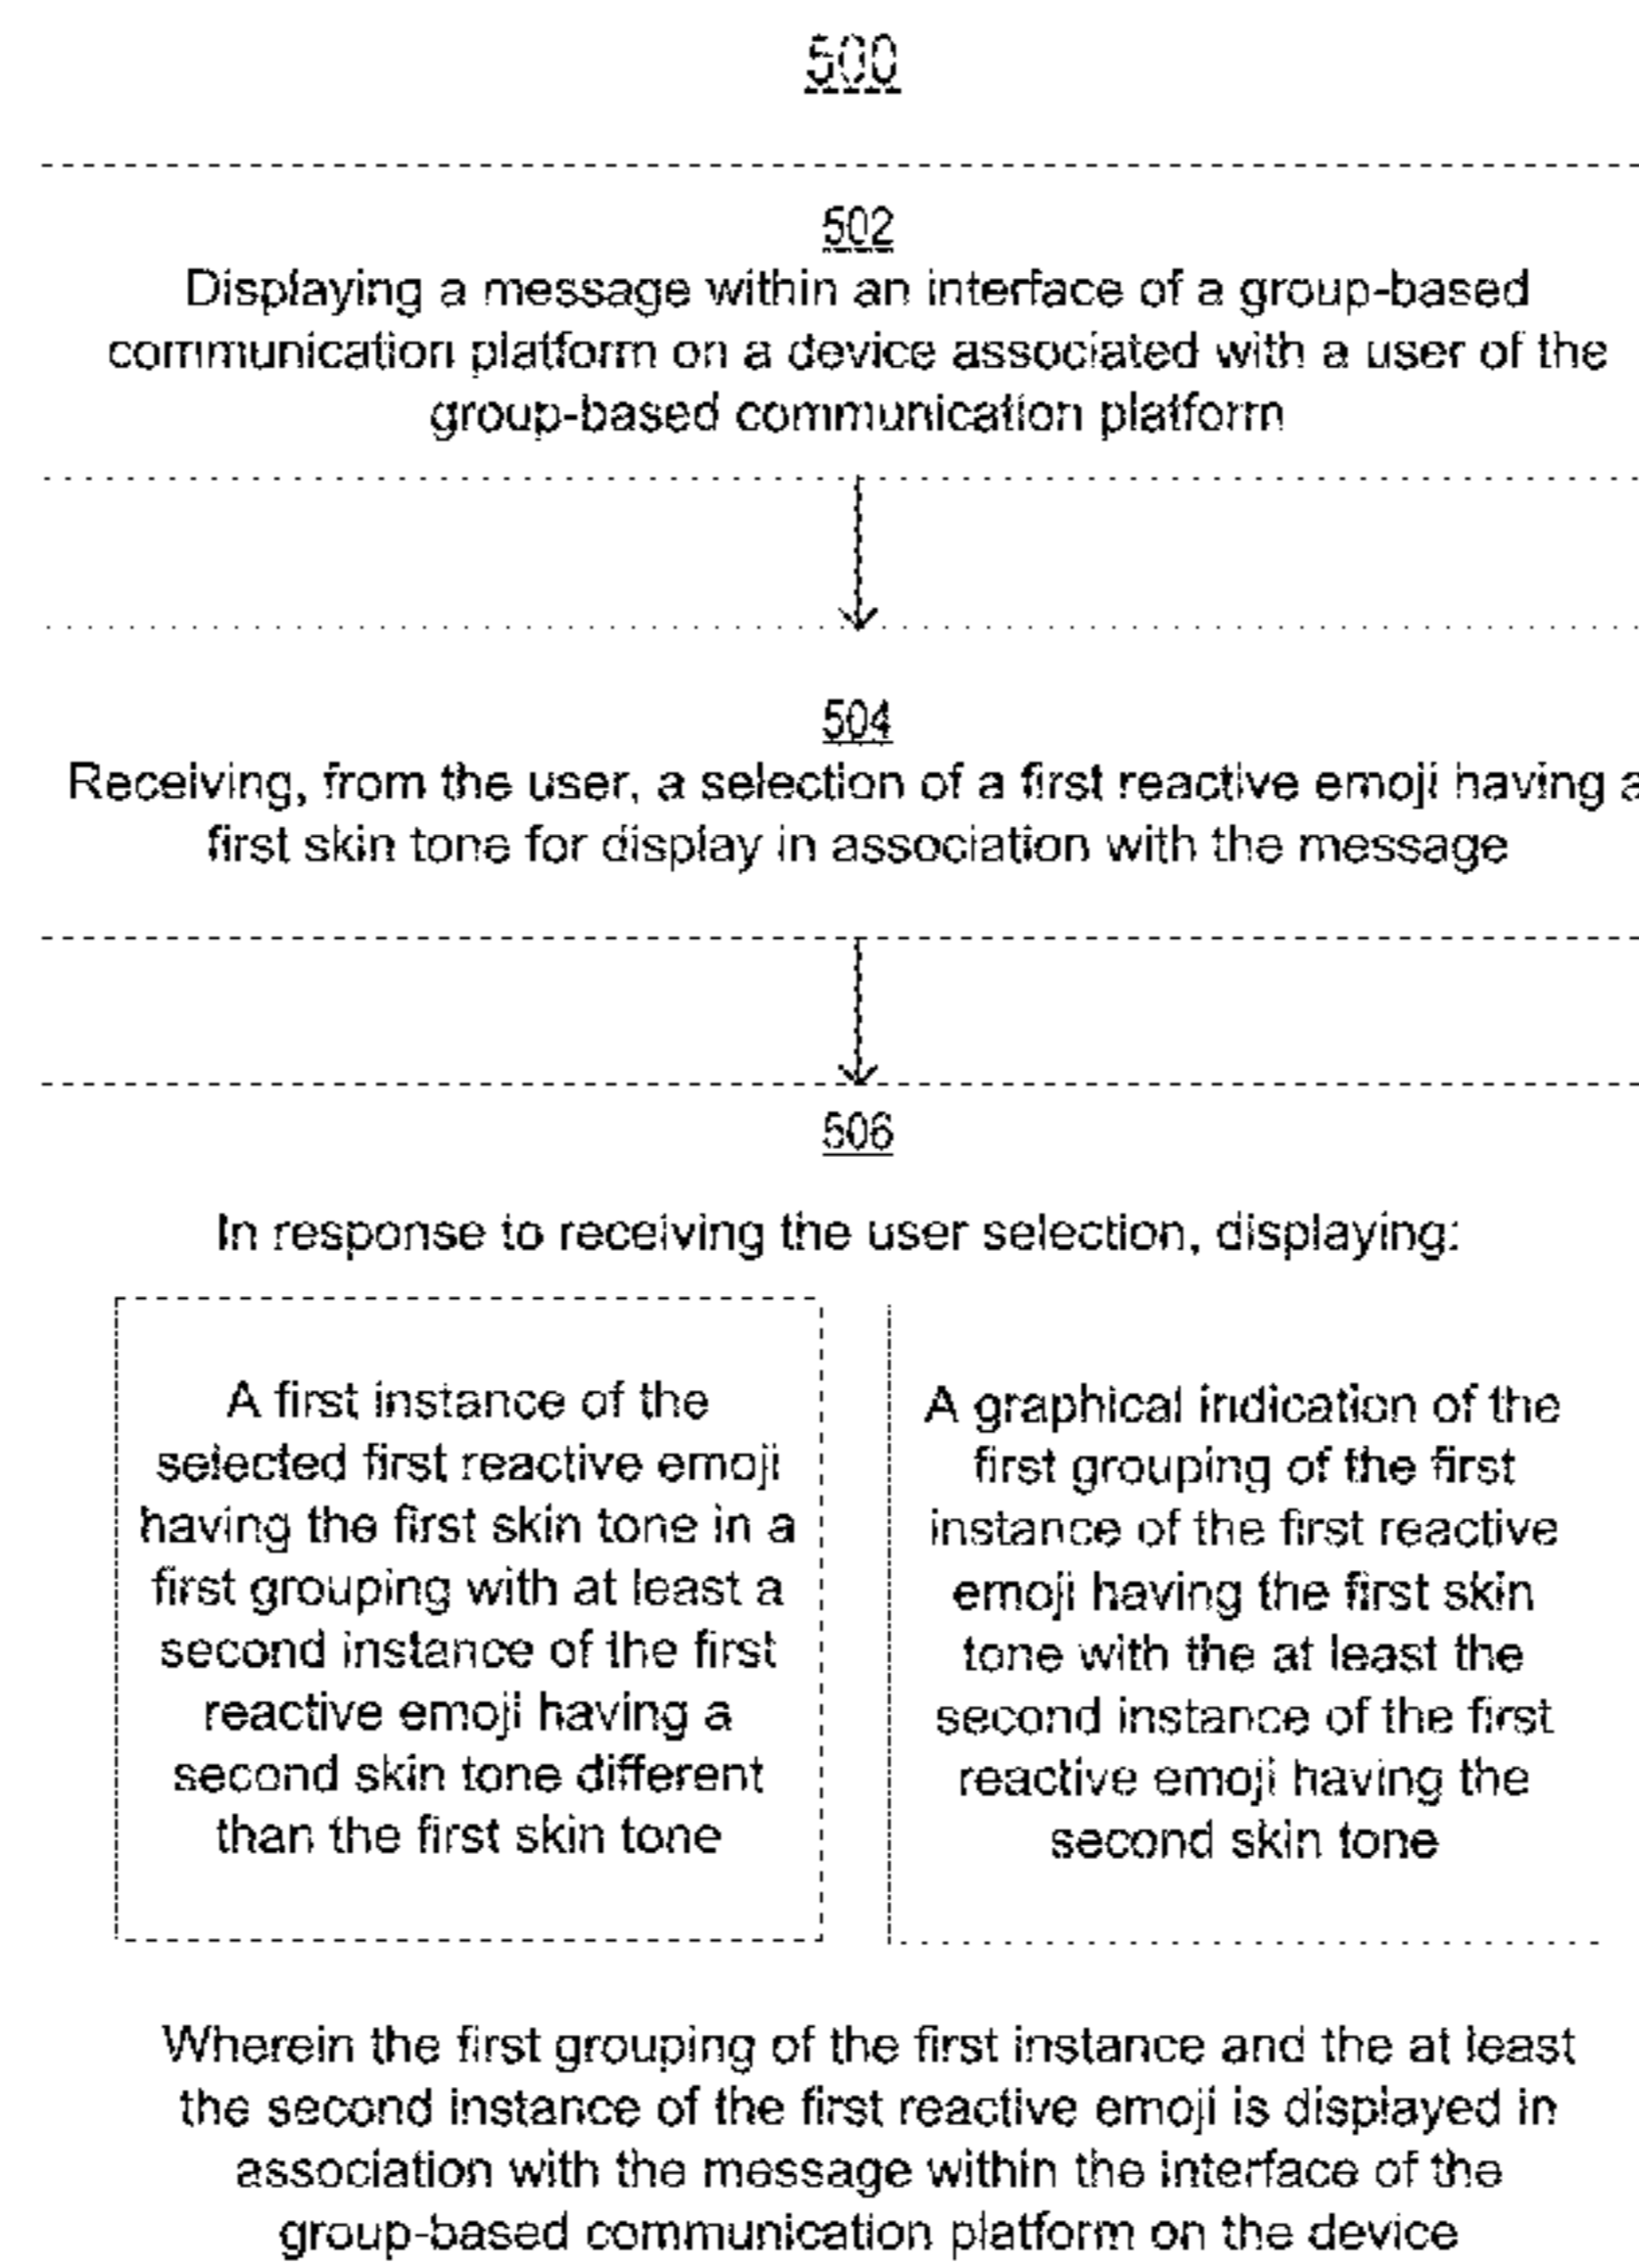 500
502
Displaying a message within an interface of a group-based
communication platform on a device associated with a user of the
group-based communication platform
504
Receiving, from the user, a selection of a first reactive emoji having a
first skin tone for display in association with the message
506
In response to receiving the user selection, displaying:
A first instance of the
selected first reactive emoji
having the first skin tone in a
first grouping with at least a
second instance of the first
reactive emoji having a
second skin tone different
than the first skin tone
A graphical indication of the
first grouping of the first
instance of the first reactive
emoji having the first skin
tone with the at least the
second instance of the first
reactive emoji having the
second skin tone
Wherein the first grouping of the first instance and the at least
the second instance of the first reactive emoji is displayed in
association with the message within the interface of the
group-based communication platform on the device